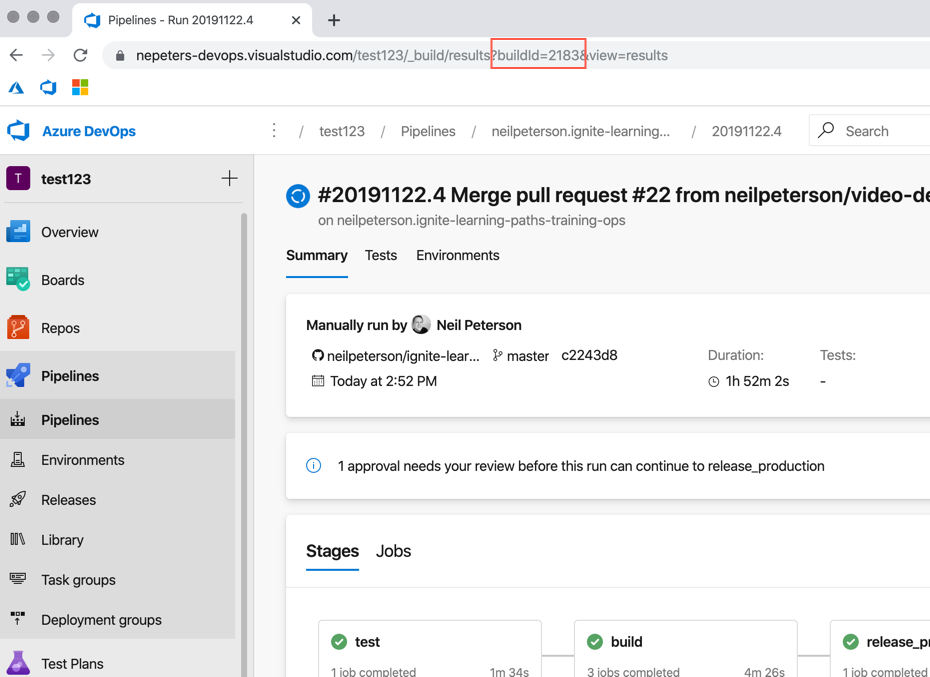 Pipelines - Run 20191122.4
nepeters-devops.visualstudio.com/test123/_build/results?buildId=2183&view=results
Azure DevOps
/ test123 / Pipelines / neilpeterson.ignite-learning... / 20191122.4
Search
T test123
Overview
Boards
Repos
Pipelines
Pipelines
Environments
Releases
Library
Task groups
Deployment groups
Test Plans
#20191122.4 Merge pull request #22 from neilpeterson/video-de
on neilpeterson.ignite-learning-paths-training-ops
Summary Tests Environments
Manually run by Neil Peterson
neilpeterson/ignite-lear... master c2243d8 Duration: Tests:
Today at 2:52 PM 1h 52m 2s -
1 approval needs your review before this run can continue to release_production
Stages Jobs
test build release_pr
1 job completed 1m 34s 3 jobs completed 4m 26s 1 job completed